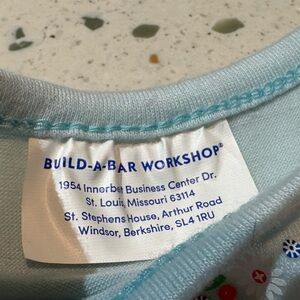 BUILD-A-BAR WORKSHOP®
1954 Innerbelt Business Center Dr.
St. Louis, Missouri 63114
St. Stephens House, Arthur Road
Windsor, Berkshire, SL4 1RU